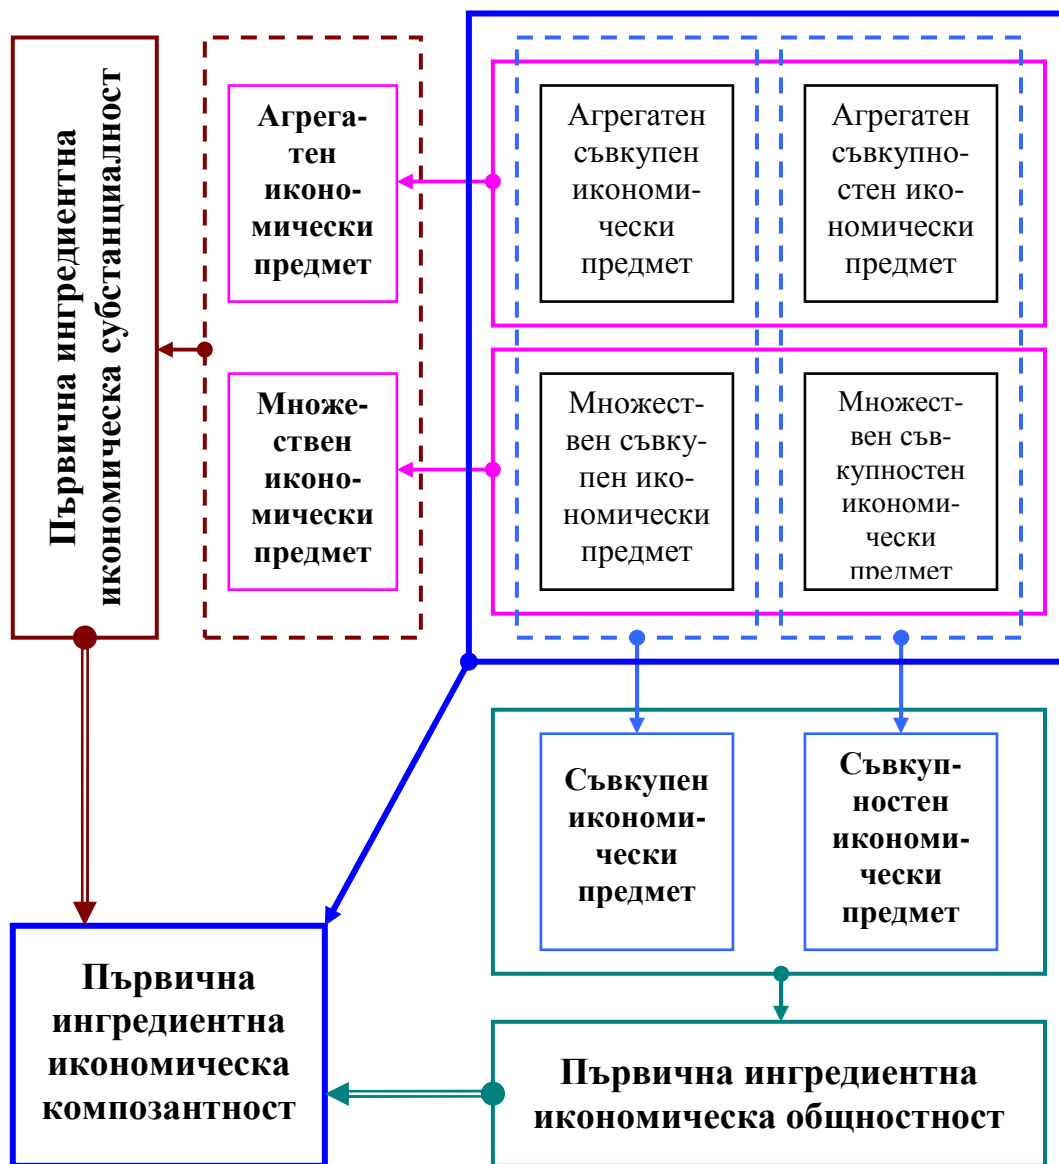 Първична ингредиентна
икономическа субстанциалност
Агрега-
тен
иконо-
мически
предмет
Агрегатен
съвкупен
икономи-
чески
предмет
Агрегатен
съвкупно-
стен ико-
номически
предмет
Множе-
ствен
иконо-
мически
предмет
Множест-
вен съвку-
пен ико-
номически
предмет
Множест-
вен съв-
купностен
икономи-
чески
предмет
Съвкупен
икономи-
чески
предмет
Съвкуп-
ностен
икономи-
чески
предмет
Първична
ингредиентна
икономическа
композантност
Първична ингредиентна
икономическа общностност